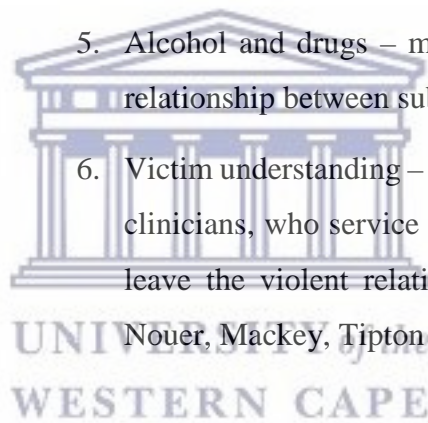 5. Alcohol and drugs – m
relationship between su
6. Victim understanding –
clinicians, who service
leave the violent relati
Nouer, Mackey, Tipton
UNIVERSITY of the
WESTERN CAPE